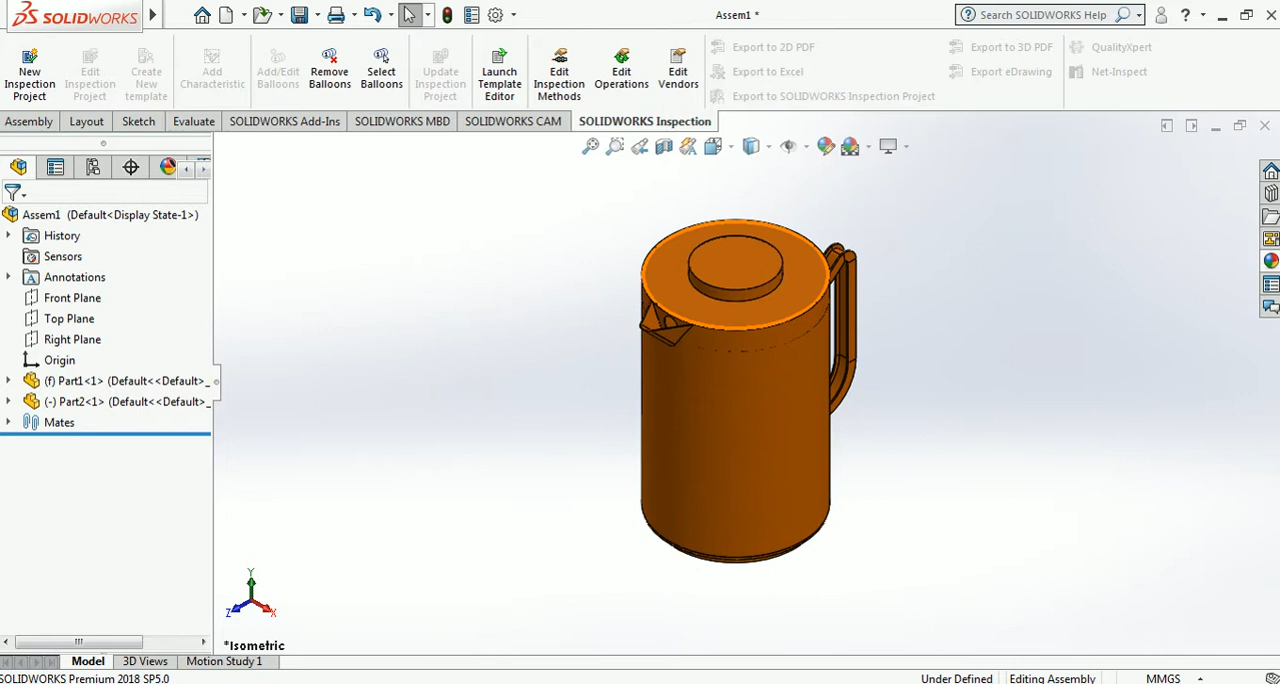 SOLIDWORKS
Assem1 *
Search SOLIDWORKS Help
?
New Inspection Project
Edit Inspection Project
Create New template
Add Characteristic
Add/Edit Balloons
Remove Balloons
Select Balloons
Update Inspection Project
Launch Template Editor
Edit Inspection Methods
Edit Operations
Edit Vendors
Export to 2D PDF
Export to Excel
Export to SOLIDWORKS Inspection Project
Export to 3D PDF
Export eDrawing
QualityXpert
Net-Inspect
Assembly
Layout
Sketch
Evaluate
SOLIDWORKS Add-Ins
SOLIDWORKS MBD
SOLIDWORKS CAM
SOLIDWORKS Inspection
Assem1 (Default<Display State-1>)
History
Sensors
Annotations
Front Plane
Top Plane
Right Plane
Origin
(f) Part1<1> (Default<<Default>_
(-) Part2<1> (Default<<Default>_
Mates
Y
Z
X
*Isometric
Model
3D Views
Motion Study 1
SOLIDWORKS Premium 2018 SP5.0
Under Defined
Editing Assembly
MMGS